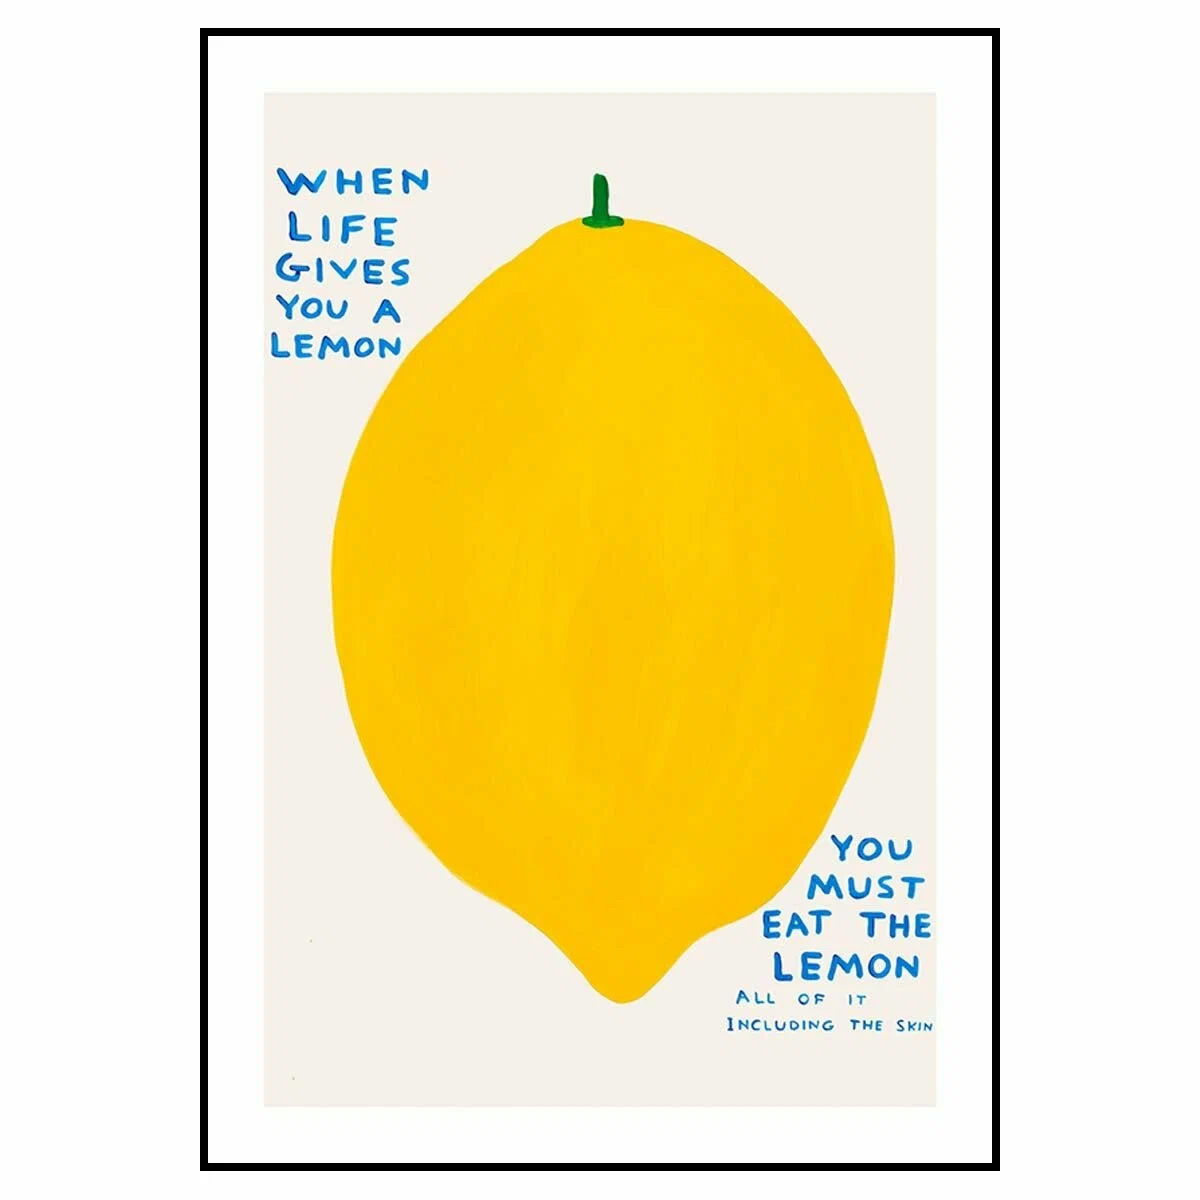 WHEN
LIFE
GIVES
YOU A
LEMON
YOU
MUST
EAT THE
LEMON
ALL OF IT
INCLUDING THE SKIN